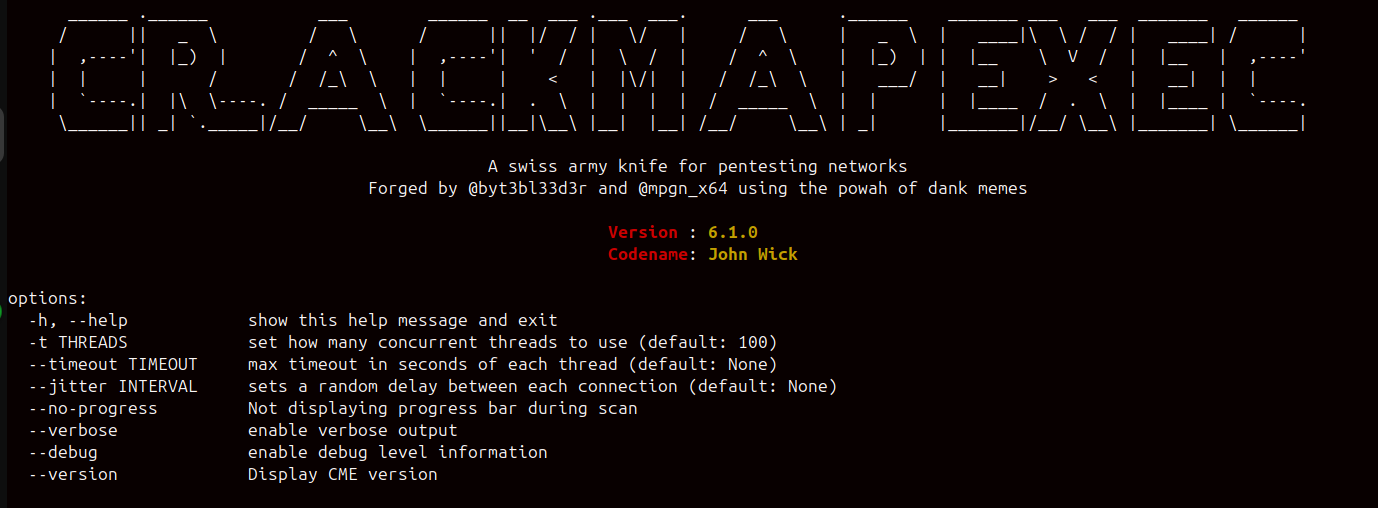 CRACKMAPEXEC
A swiss army knife for pentesting networks
Forged by @byt3bl33d3r and @mpgn_x64 using the powah of dank memes
Version : 6.1.0
Codename: John Wick
options:
-h, --help show this help message and exit
-t THREADS set how many concurrent threads to use (default: 100)
--timeout TIMEOUT max timeout in seconds of each thread (default: None)
--jitter INTERVAL sets a random delay between each connection (default: None)
--no-progress Not displaying progress bar during scan
--verbose enable verbose output
--debug enable debug level information
--version Display CME version